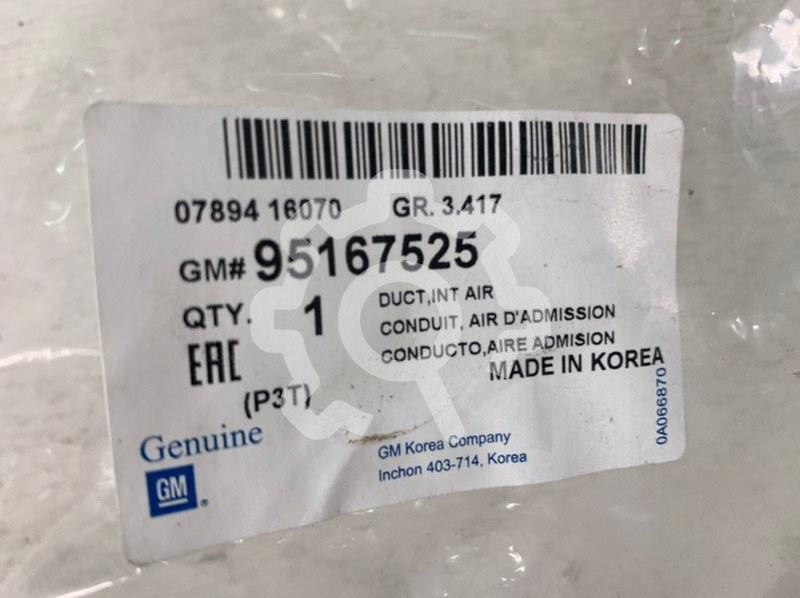 07894 16070 GR. 3.417
GM# 95167525
QTY. 1
DUCT,INT AIR
CONDUIT, AIR D'ADMISSION
CONDUCTO,AIRE ADMISION
EAC
MADE IN KOREA
(P3T)
Genuine
GM
GM Korea Company
Inchon 403-714, Korea
0A066870